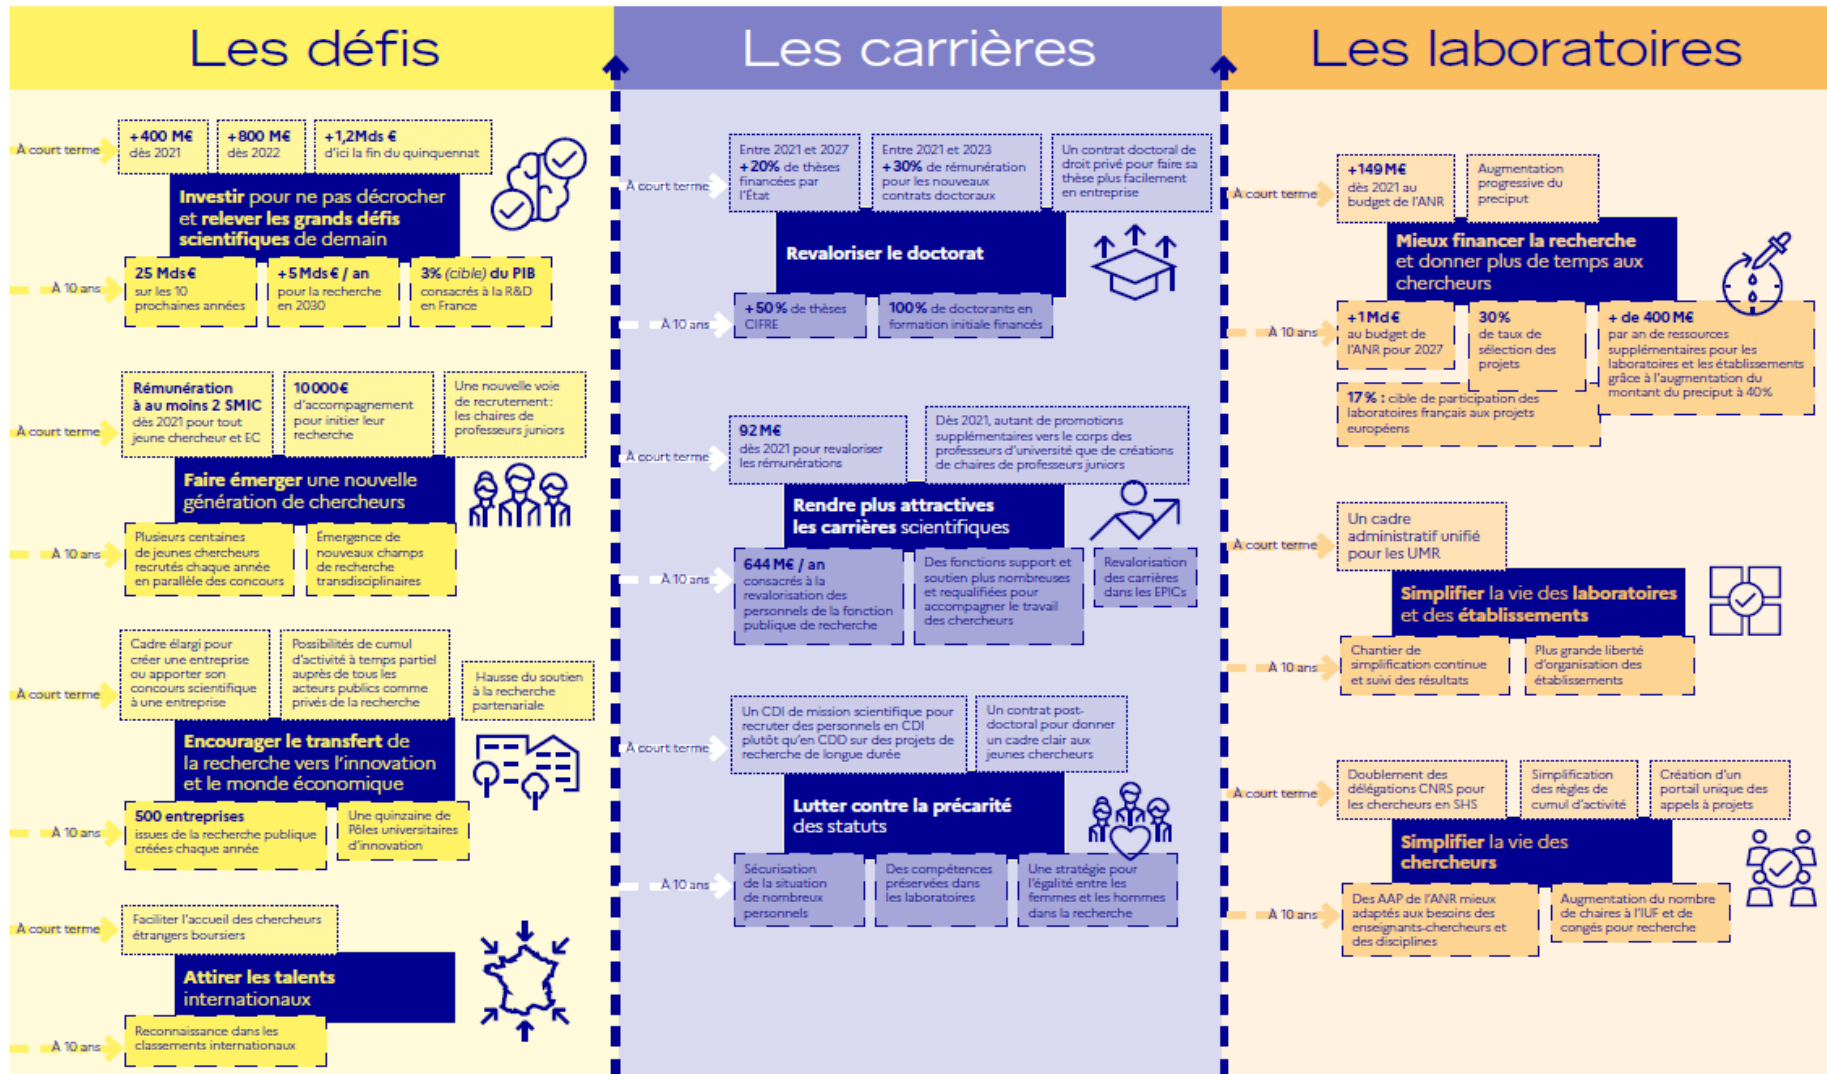 Les défis
À court terme
+400 M€
dès 2021
+800 M€
dès 2022
+1,2Mds €
d'ici la fin du quinquennat
Investir pour ne pas décrocher
et relever les grands défis
scientifiques de demain
À 10 ans
25 Mds€
sur les 10
prochaines années
+5Mds€ / an
pour la recherche
en 2030
3% (cible) du PIB
consacrés à la R&D
en France
À court terme
Rémunération
à au moins 2 SMIC
dès 2021 pour tout
jeune chercheur et EC
10000€
d'accompagnement
pour initier leur
recherche
Une nouvelle voie
de recrutement :
les chaires de
professeurs juniors
Faire émerger une nouvelle
génération de chercheurs
À 10 ans
Plusieurs centaines
de jeunes chercheurs
recrutés chaque année
en parallèle des concours
Émergence de
nouveaux champs
de recherche
transdisciplinaires
À court terme
Cadre élargi pour
créer une entreprise
ou apporter son
concours scientifique
à une entreprise
Possibilités de cumul
d'activité à temps partiel
auprès de tous les
acteurs publics comme
privés de la recherche
Hausse du soutien
à la recherche
partenariale
Encourager le transfert de
la recherche vers l'innovation
et le monde économique
À 10 ans
500 entreprises
issues de la recherche publique
créées chaque année
Une quinzaine de
Pôles universitaires
d'innovation
À court terme
Faciliter l'accueil des chercheurs
étrangers boursiers
Attirer les talents
internationaux
À 10 ans
Reconnaissance dans les
classements internationaux
Les carrières
À court terme
Entre 2021 et 2027
+20% de thèses
financées par
l'État
Entre 2021 et 2023
+30% de rémunération
pour les nouveaux
contrats doctoraux
Un contrat doctoral de
droit privé pour faire sa
thèse plus facilement
en entreprise
Revaloriser le doctorat
À 10 ans
+50% de thèses
CIFRE
100% de doctorants en
formation initiale financés
À court terme
92 M€
dès 2021 pour revaloriser
les rémunérations
Dès 2021, autant de promotions
supplémentaires vers le corps des
professeurs d'université que de créations
de chaires de professeurs juniors
Rendre plus attractives
les carrières scientifiques
À 10 ans
644 M€ / an
consacrés à la
revalorisation des
personnels de la fonction
publique de recherche
Des fonctions support et
soutien plus nombreuses
et requalifiées pour
accompagner le travail
des chercheurs
Revalorisation
des carrières
dans les EPICs
À court terme
Un CDI de mission scientifique pour
recruter des personnels en CDI
plutôt qu'en CDD sur des projets de
recherche de longue durée
Un contrat post-
doctoral pour donner
un cadre clair aux
jeunes chercheurs
Lutter contre la précarité
des statuts
À 10 ans
Sécurisation
de la situation
de nombreux
personnels
Des compétences
préservées dans
les laboratoires
Une stratégie pour
l'égalité entre les
femmes et les hommes
dans la recherche
Les laboratoires
À court terme
+149 M€
dès 2021 au
budget de l'ANR
Augmentation
progressive du
preciput
Mieux financer la recherche
et donner plus de temps aux
chercheurs
À 10 ans
+1 Md€
au budget de
l'ANR pour 2027
30%
de taux de
sélection des
projets
+ de 400 M€
par an de ressources
supplémentaires pour les
laboratoires et les établissements
grâce à l'augmentation du
montant du preciput à 40%
17% : cible de participation des
laboratoires français aux projets
européens
À court terme
Un cadre
administratif unifié
pour les UMR
Simplifier la vie des laboratoires
et des établissements
À 10 ans
Chantier de
simplification continue
et suivi des résultats
Plus grande liberté
d'organisation des
établissements
À court terme
Doublement des
délégations CNRS pour
les chercheurs en SHS
Simplification
des règles de
cumul d'activité
Création d'un
portail unique des
appels à projets
Simplifier la vie des
chercheurs
À 10 ans
Des AAP de l'ANR mieux
adaptés aux besoins des
enseignants-chercheurs et
des disciplines
Augmentation du nombre
de chaires à l'IUF et de
congés pour recherche